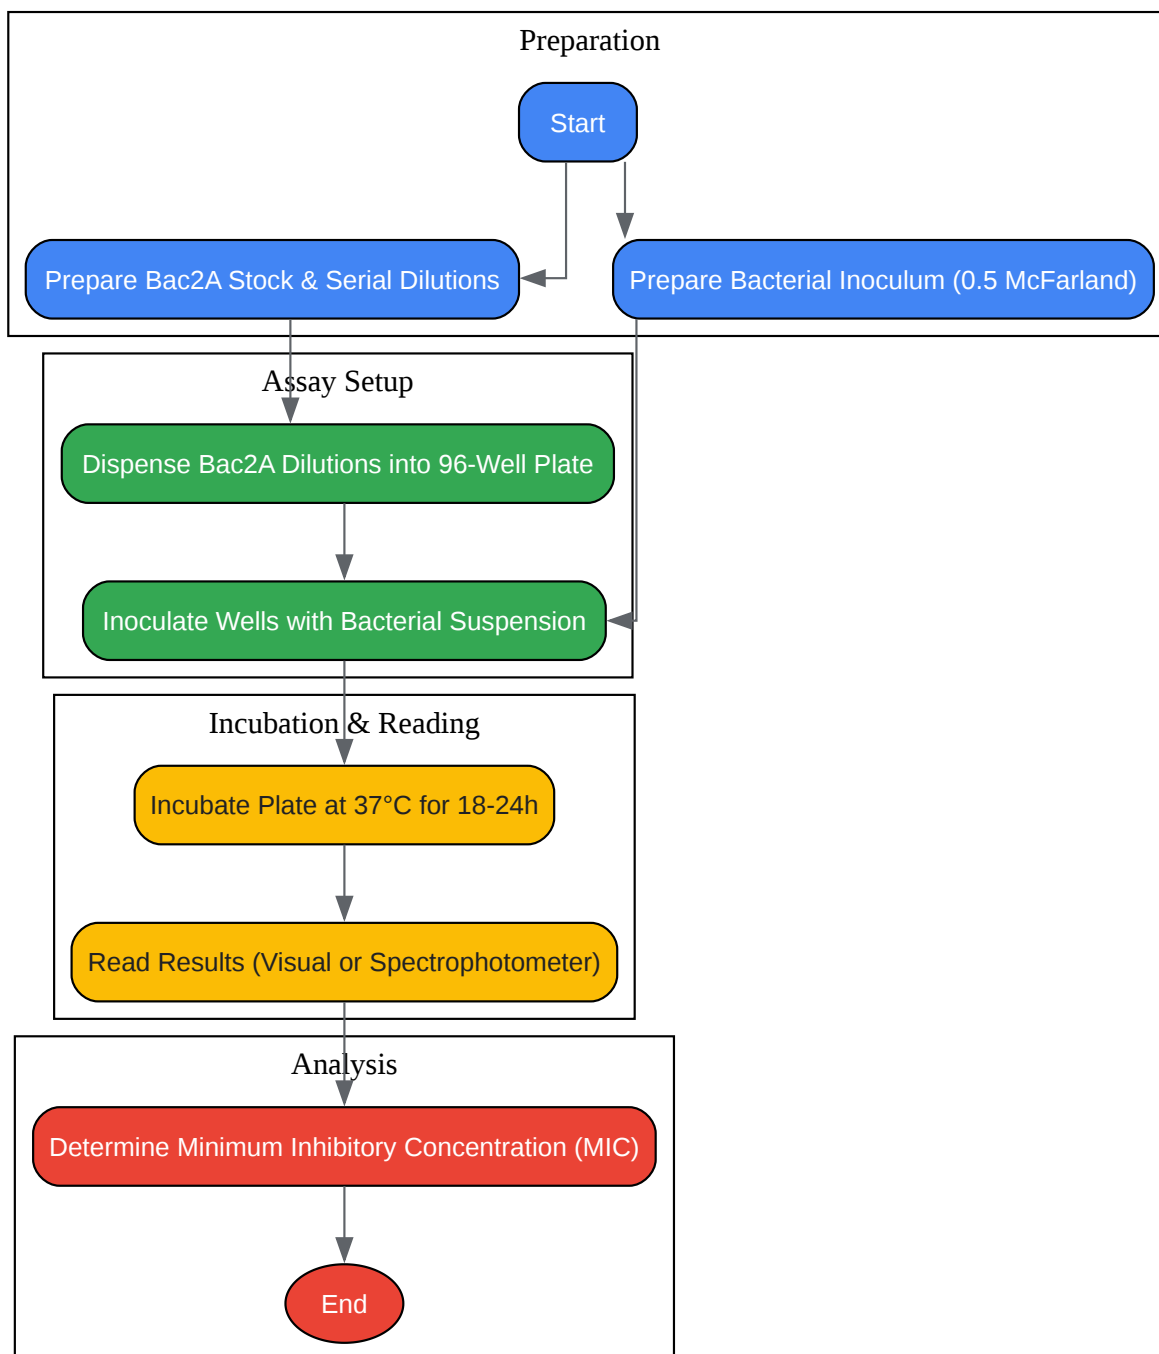 Preparation
Start
Prepare Bac2A Stock & Serial Dilutions
Prepare Bacterial Inoculum (0.5 McFarland)
Assay Setup
Dispense Bac2A Dilutions into 96-Well Plate
Inoculate Wells with Bacterial Suspension
Incubation & Reading
Incubate Plate at 37°C for 18-24h
Read Results (Visual or Spectrophotometer)
Analysis
Determine Minimum Inhibitory Concentration (MIC)
End